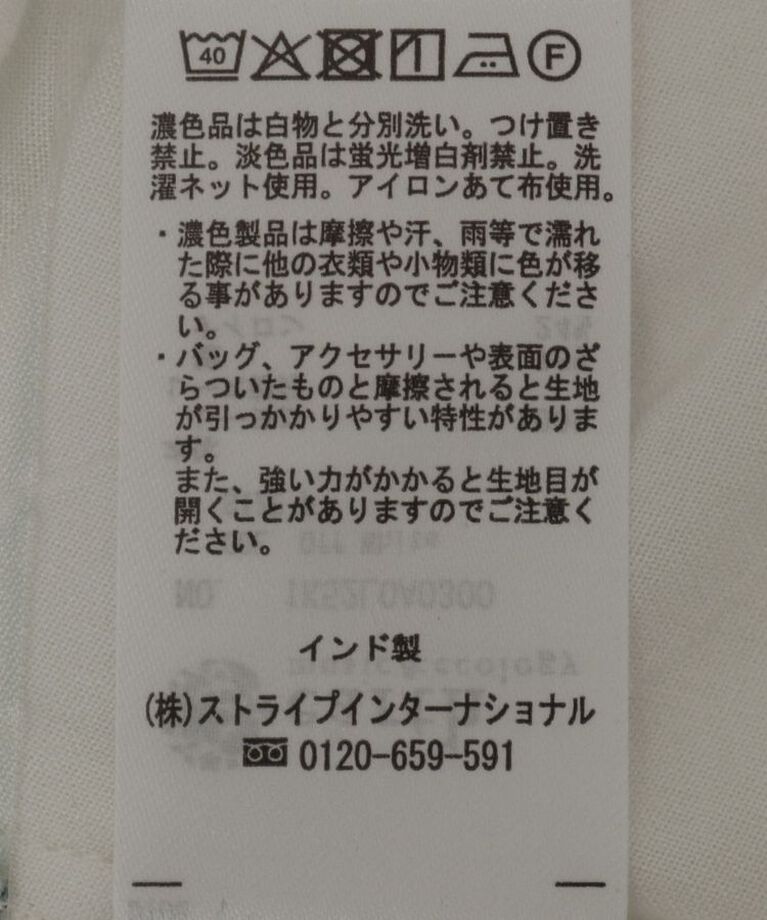 40 F
濃色品は白物と分別洗い。つけ置き
禁止。淡色品は蛍光増白剤禁止。洗
濯ネット使用。アイロンあて布使用。
・濃色製品は摩擦や汗、雨等で濡れ
た際に他の衣類や小物類に色が移
る事がありますのでご注意くださ
い。
・バッグ、アクセサリーや表面のざ
らついたものと摩擦されると生地
が引っかかりやすい特性がありま
す。
また、強い力がかかると生地目が
開くことがありますのでご注意く
ださい。
インド製
(株)ストライプインターナショナル
0120-659-591